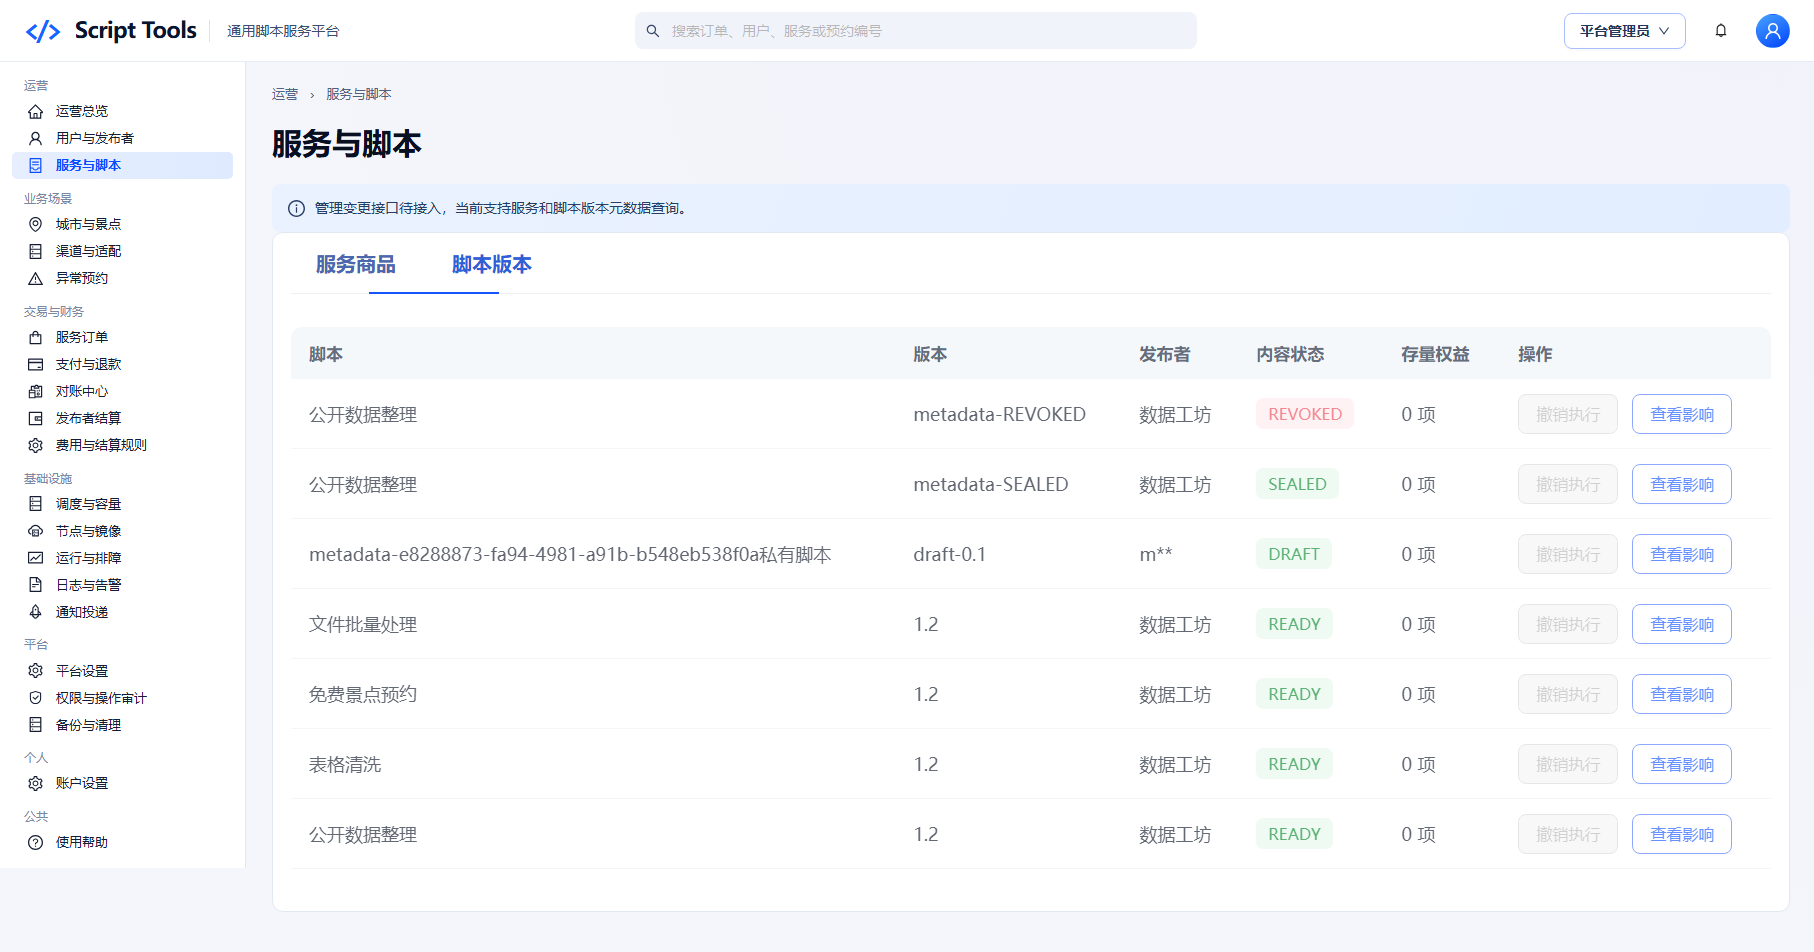 Script Tools
通用脚本服务平台
搜索订单、用户、服务或预约编号
平台管理员
运营
运营总览
用户与发布者
服务与脚本
业务场景
城市与景点
渠道与适配
异常预约
交易与财务
服务订单
支付与退款
对账中心
发布者结算
费用与结算规则
基础设施
调度与容量
节点与镜像
运行与排障
日志与告警
通知投递
平台
平台设置
权限与操作审计
备份与清理
个人
账户设置
公共
使用帮助
运营 › 服务与脚本
服务与脚本
管理变更接口待接入，当前支持服务和脚本版本元数据查询。
服务商品 脚本版本
脚本 版本 发布者 内容状态 存量权益 操作
公开数据整理 metadata-REVOKED 数据工坊 REVOKED 0 项 撤销执行 查看影响
公开数据整理 metadata-SEALED 数据工坊 SEALED 0 项 撤销执行 查看影响
metadata-e8288873-fa94-4981-a91b-b548eb538f0a私有脚本 draft-0.1 m** DRAFT 0 项 撤销执行 查看影响
文件批量处理 1.2 数据工坊 READY 0 项 撤销执行 查看影响
免费景点预约 1.2 数据工坊 READY 0 项 撤销执行 查看影响
表格清洗 1.2 数据工坊 READY 0 项 撤销执行 查看影响
公开数据整理 1.2 数据工坊 READY 0 项 撤销执行 查看影响